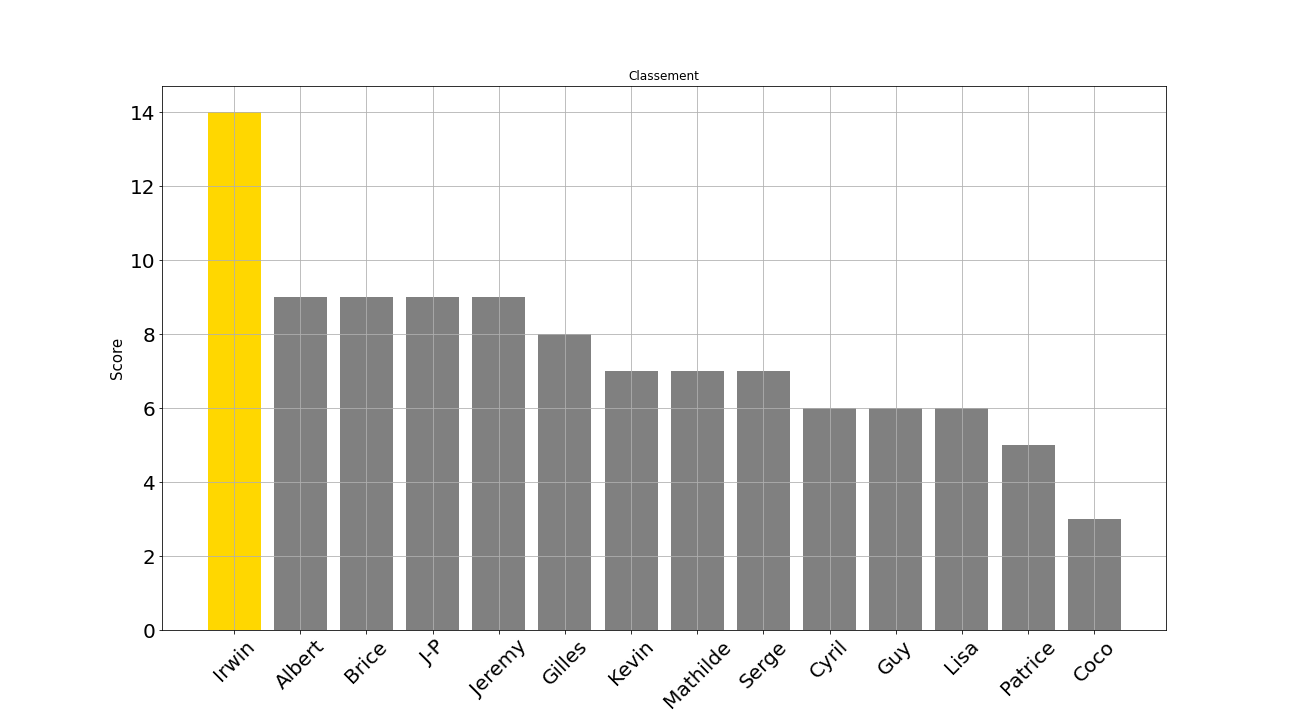 Classement
Score
14
12
10
8
6
4
2
0
Irwin
Albert
Brice
J-P
Jeremy
Gilles
Kevin
Mathilde
Serge
Cyril
Guy
Lisa
Patrice
Coco